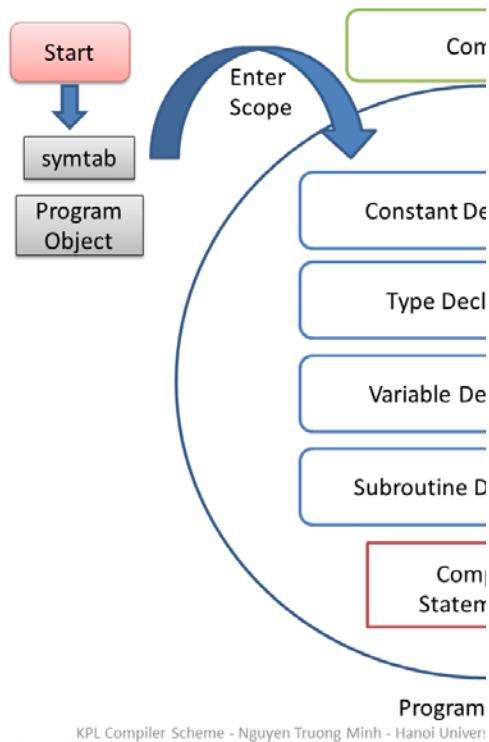 Start
Com
Enter
Scope
symtab
Program
Object
Constant De
Type Decl
Variable De
Subroutine D
Comp
Statem
Program
KPL Compiler Scheme - Nguyen Truong Minh - Hanoi Univers